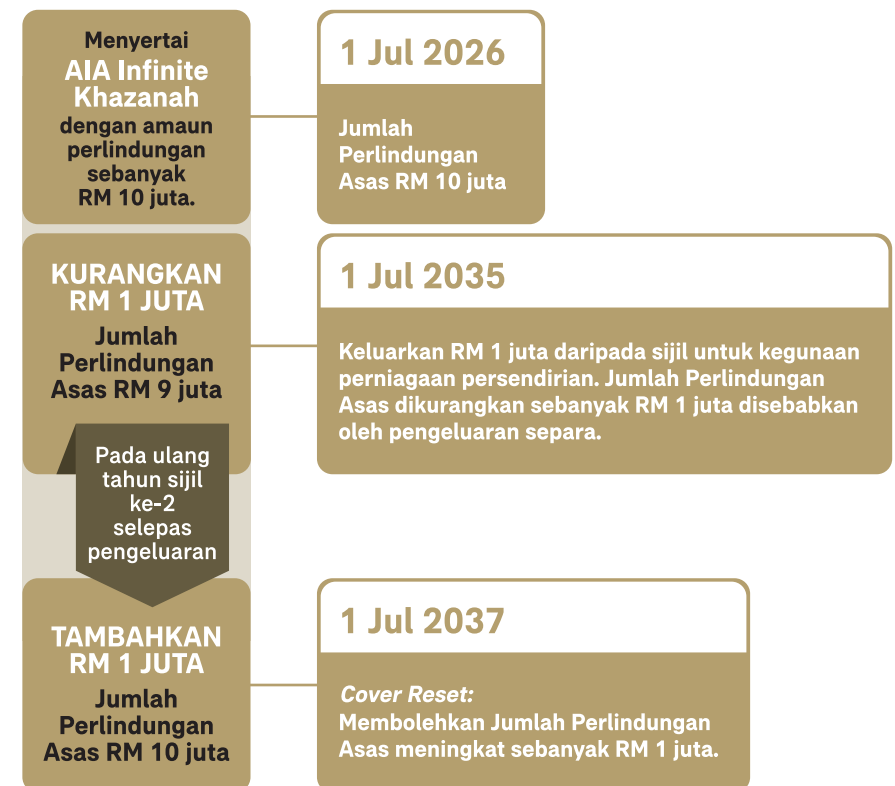 Menyertai
AIA Infinite
Khazanah
dengan amaun
perlindungan
sebanyak
RM 10 juta.
1 Jul 2026
Jumlah
Perlindungan
Asas RM 10 juta
KURANGKAN
RM 1 JUTA
Jumlah
Perlindungan
Asas RM 9 juta
1 Jul 2035
Keluarkan RM 1 juta daripada sijil untuk kegunaan
perniagaan persendirian. Jumlah Perlindungan
Asas dikurangkan sebanyak RM 1 juta disebabkan
oleh pengeluaran separa.
Pada ulang
tahun sijil
ke-2
selepas
pengeluaran
TAMBAHKAN
RM 1 JUTA
Jumlah
Perlindungan
Asas RM 10 juta
1 Jul 2037
Cover Reset:
Membolehkan Jumlah Perlindungan
Asas meningkat sebanyak RM 1 juta.